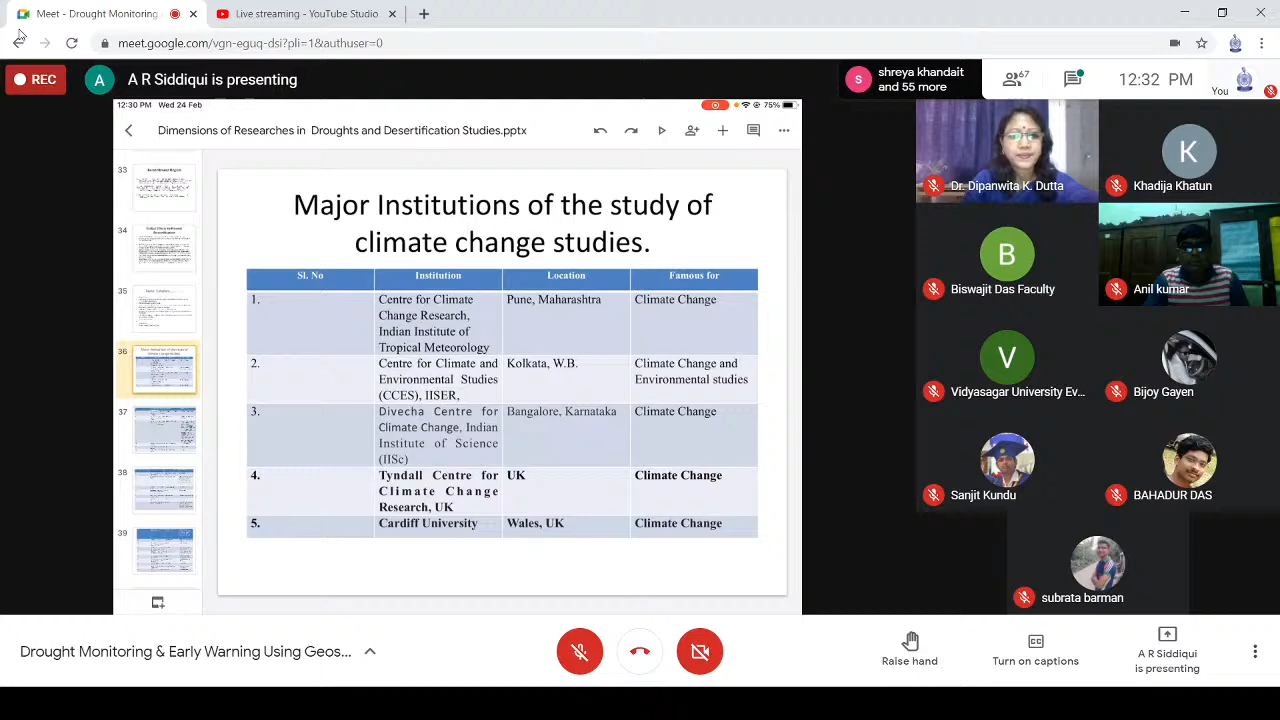 Meet - Drought Monitoring
Live streaming - YouTube Studio
meet.google.com/vgn-eguq-dsi?pli=1&authuser=0
REC
A
A R Siddiqui is presenting
S
shreya khandait
and 55 more
67
12:32 PM
You
12:30 PM Wed 24 Feb
75%
Dimensions of Researches in Droughts and Desertification Studies.pptx
33
34
35
36
37
38
39
Major Institutions of the study of
climate change studies.
Sl. No Institution Location Famous for
1. Centre for Climate Pune, Maharashtra Climate Change
Change Research,
Indian Institute of
Tropical Meteorology
2. Centre for Climate and Kolkata, W.B. Climate Change and
Environmental Studies Environmental studies
(CCES), IISER,
3. Divecha Centre for Bangalore, Karnataka Climate Change
Climate Change, Indian
Institute of Science
(IISc)
4. Tyndall Centre for UK Climate Change
Climate Change
Research, UK
5. Cardiff University Wales, UK Climate Change
Dr. Dipanwita K. Dutta
K
Khadija Khatun
B
Biswajit Das Faculty
Anil kumar
V
Vidyasagar University Ev...
Bijoy Gayen
Sanjit Kundu
BAHADUR DAS
subrata barman
Drought Monitoring & Early Warning Using Geos...
Raise hand
Turn on captions
A R Siddiqui
is presenting